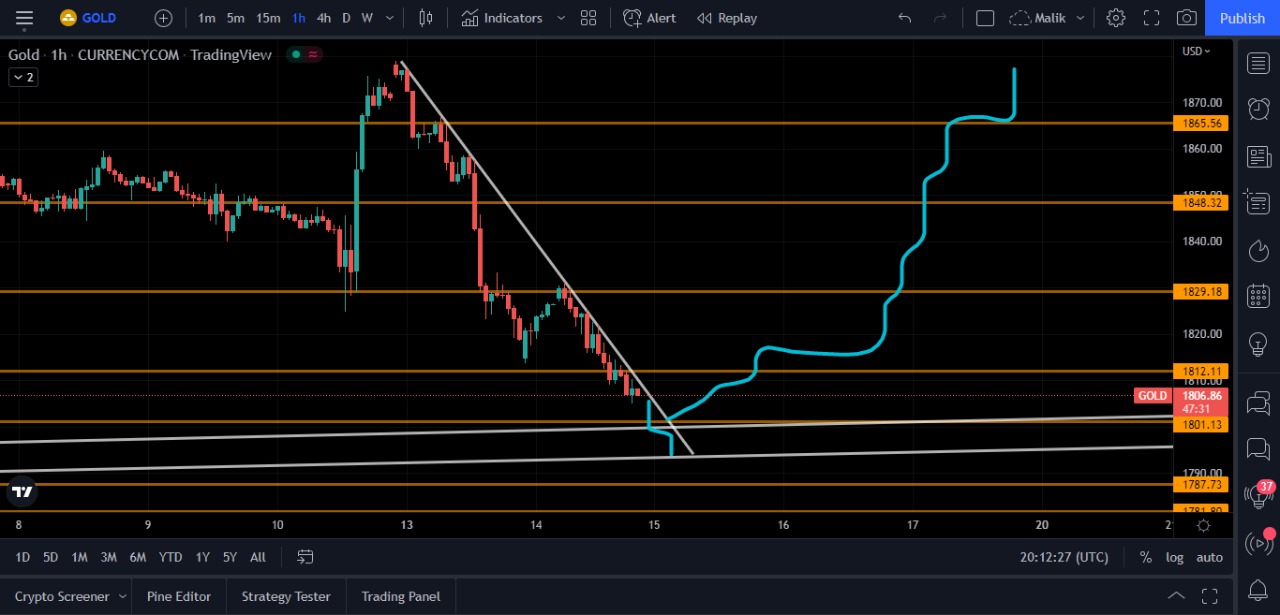 GOLD 1m 5m 15m 1h 4h D W Indicators Alert Replay Malik Publish
Gold · 1h · CURRENCYCOM · TradingView
2
USD
1870.00
1865.56
1860.00
1850.00
1848.32
1840.00
1829.18
1820.00
1812.11
1810.00
GOLD 1806.86
47:31
1801.13
1790.00
1787.73
1781.80
37
8 9 10 13 14 15 16 17 20
1D 5D 1M 3M 6M YTD 1Y 5Y All 20:12:27 (UTC) % log auto
Crypto Screener Pine Editor Strategy Tester Trading Panel